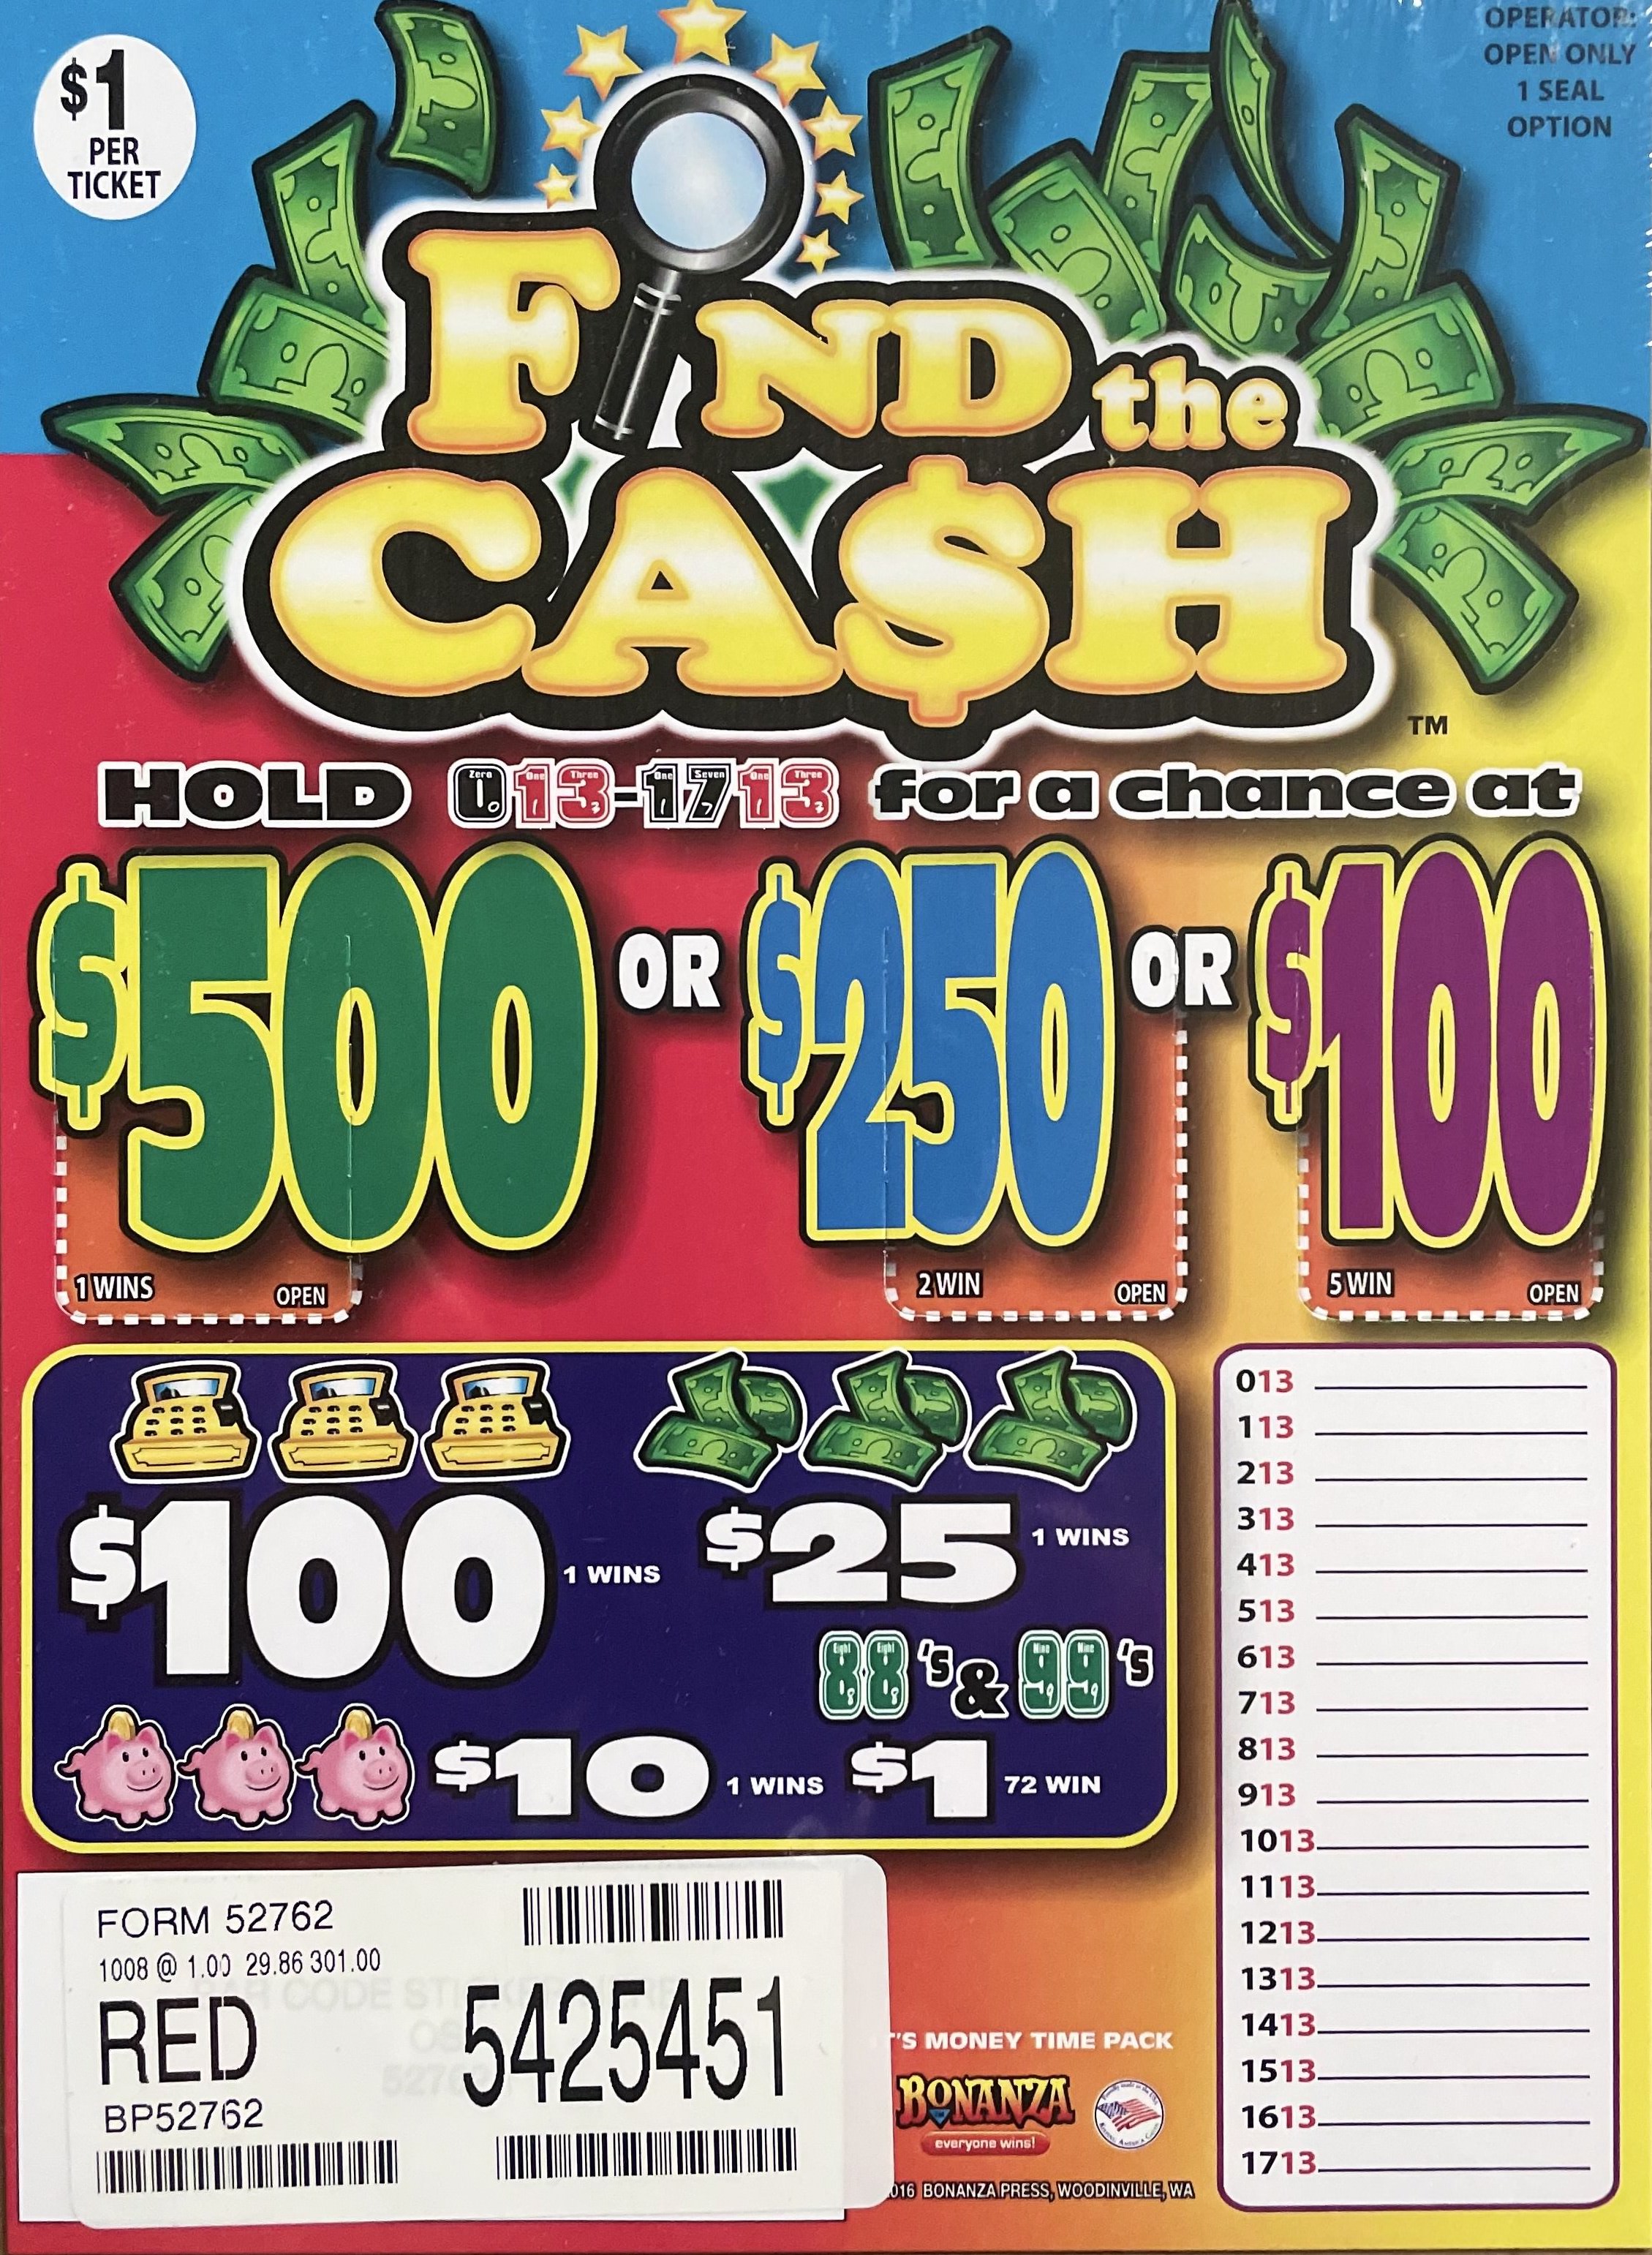 $1
PER
TICKET
OPERATOR:
OPEN ONLY
1 SEAL
OPTION
FIND the
CA$H
TM
HOLD 013-1713 for a chance at
$500 OR $250 OR $100
1 WINS OPEN
2 WIN OPEN
5 WIN OPEN
$100 1 WINS
$25 1 WINS
88's & 99's
$10 1 WINS
$1 72 WIN
013
113
213
313
413
513
613
713
813
913
1013
1113
1213
1313
1413
1513
1613
1713
FORM 52762
1008 @ 1.00 29.86 301.00
RED
5425451
BP52762
'S MONEY TIME PACK
BONANZA
everyone wins!
016 BONANZA PRESS, WOODINVILLE, WA